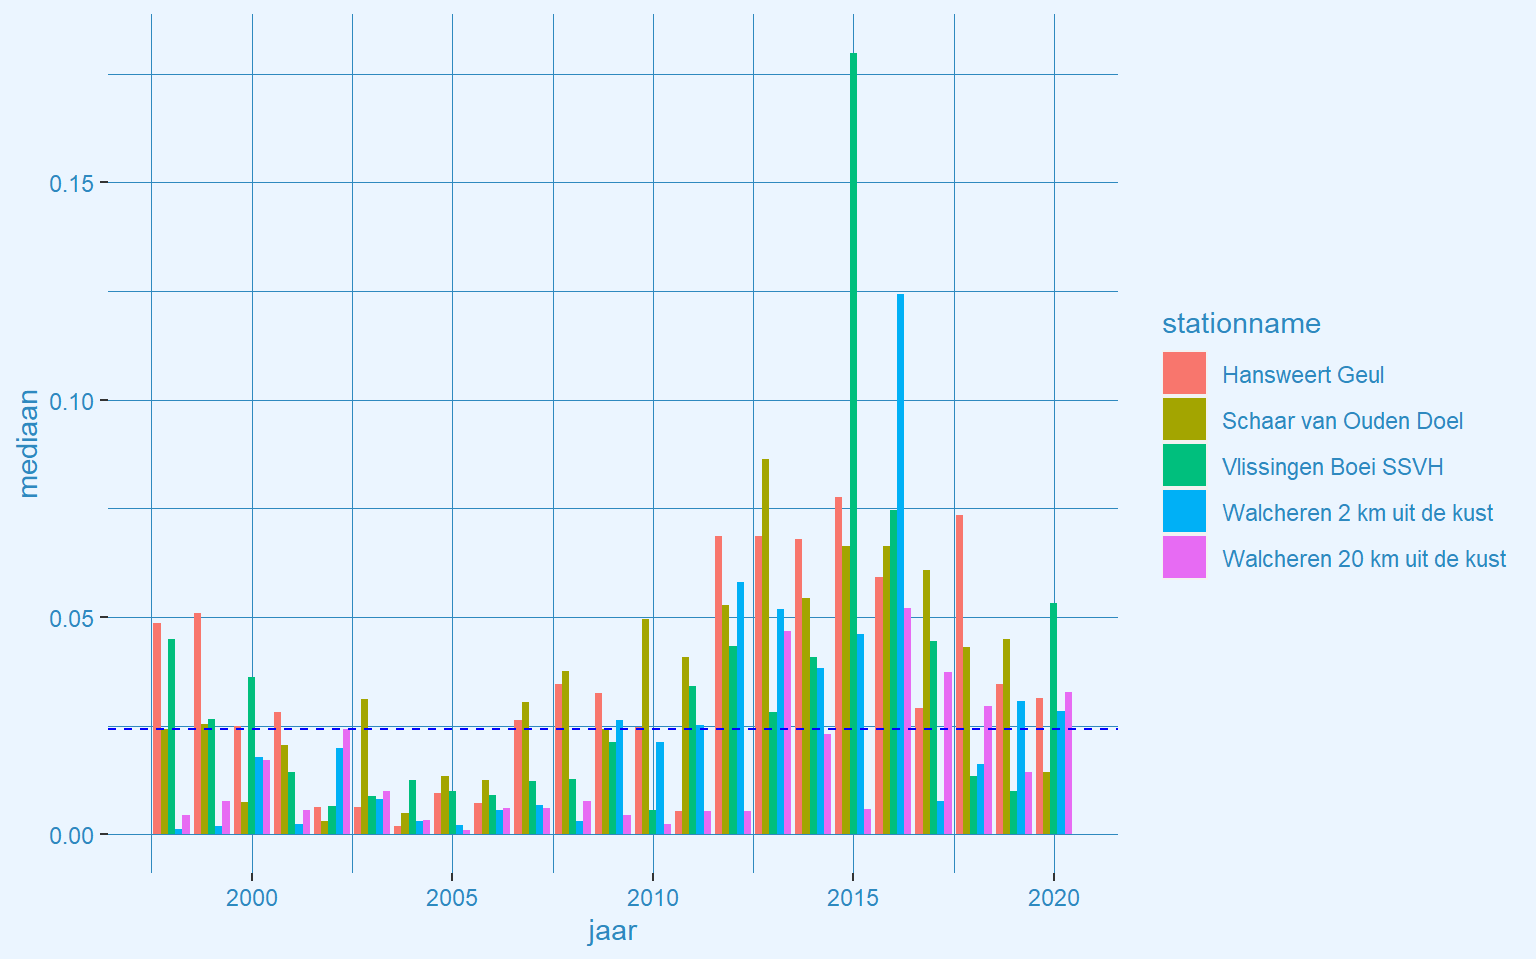 mediaan
0.15
0.10
0.05
0.00
2000
2005
2010
2015
2020
jaar
stationname
Hansweert Geul
Schaar van Ouden Doel
Vlissingen Boei SSVH
Walcheren 2 km uit de kust
Walcheren 20 km uit de kust